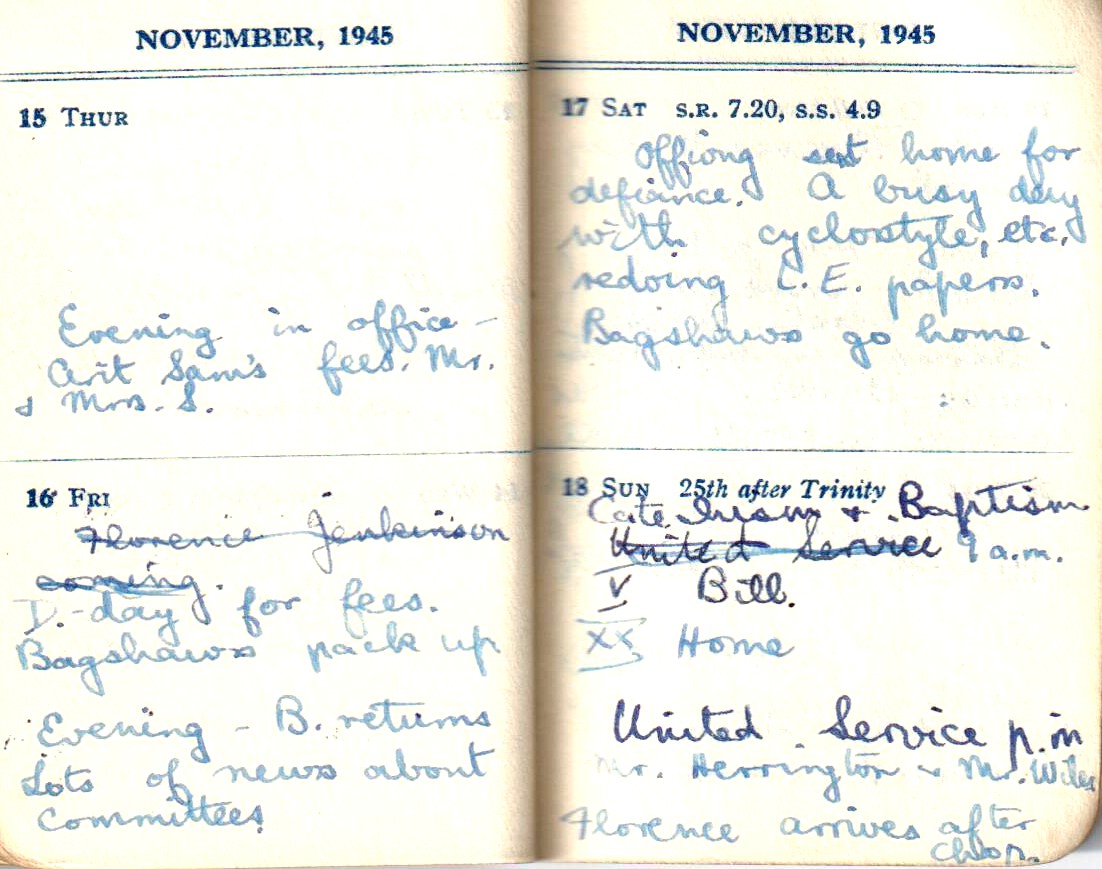 NOVEMBER, 1945
15 THUR
Evening in office –
Arit Sam's fees. Mr.
& Mrs. S.
16 FRI
Florence Jenkinson
coming.
D.-day for fees.
Bagshaws pack up
Evening – B. returns
Lots of news about
committees
NOVEMBER, 1945
17 SAT S.R. 7.20, S.S. 4.9
Offiong sent home for
defiance. A busy day
with cyclostyle, etc.
redoing C.E. papers.
Bagshaws go home.
18 SUN 25th after Trinity
& Baptism
United Service 9 a.m.
V Bill.
XX Home
United Service p.m
Mr. Herrington & Mr. Wiles
Florence arrives after
chop.